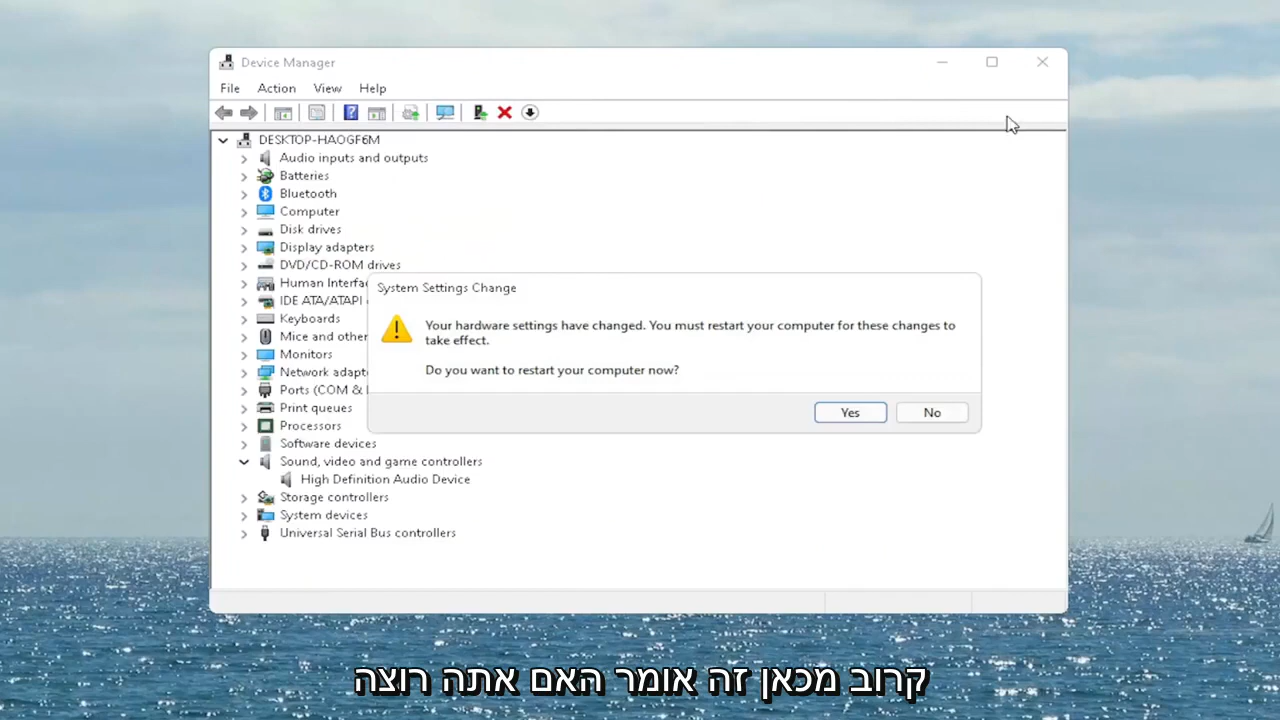 Device Manager
File Action View Help
DESKTOP-HAOGF6M
Audio inputs and outputs
Batteries
Bluetooth
Computer
Disk drives
Display adapters
DVD/CD-ROM drives
Human Interfa
IDE ATA/ATAPI
Keyboards
Mice and other
Monitors
Network adapt
Ports (COM &
Print queues
Processors
Software devices
Sound, video and game controllers
High Definition Audio Device
Storage controllers
System devices
Universal Serial Bus controllers
System Settings Change
Your hardware settings have changed. You must restart your computer for these changes to
take effect.
Do you want to restart your computer now?
Yes No
קרוב מכאן זה אומר האם אתה רוצה